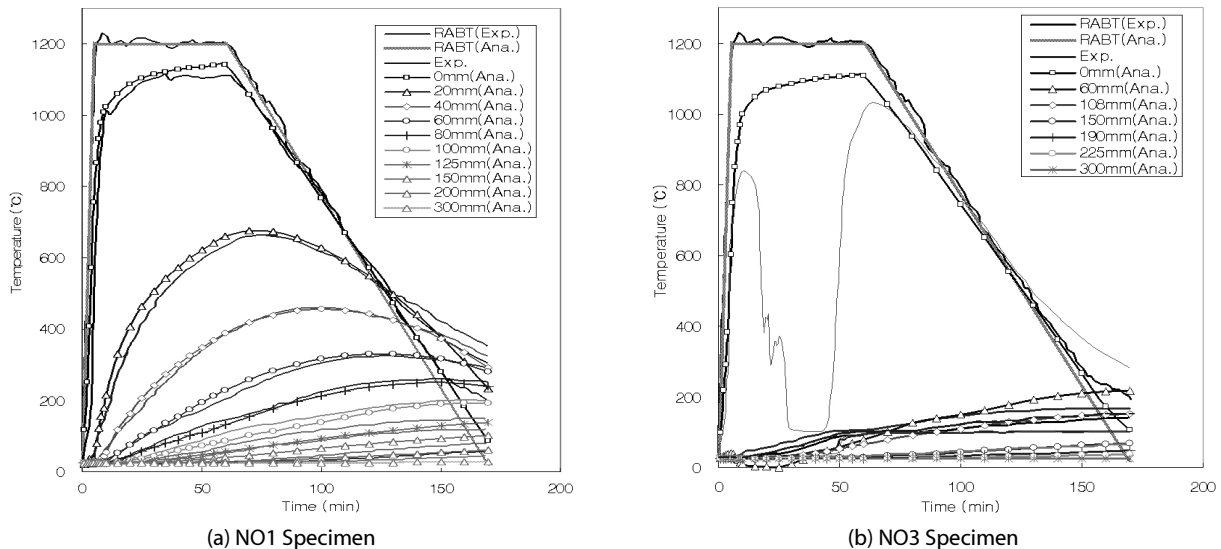 RABT(Exp.)
RABT(Ana.)
Exp.
0mm(Ana.)
20mm(Ana.)
40mm(Ana.)
60mm(Ana.)
80mm(Ana.)
100mm(Ana.)
125mm(Ana.)
150mm(Ana.)
200mm(Ana.)
300mm(Ana.)
1200
1000
800
600
400
200
0
Temperature (℃)
0
50
100
150
200
Time (min)
(a) NO1 Specimen
RABT(Exp.)
RABT(Ana.)
Exp.
0mm(Ana.)
60mm(Ana.)
108mm(Ana.)
150mm(Ana.)
190mm(Ana.)
225mm(Ana.)
300mm(Ana.)
1200
1000
800
600
400
200
0
Temperature (℃)
0
50
100
150
200
Time (min)
(b) NO3 Specimen